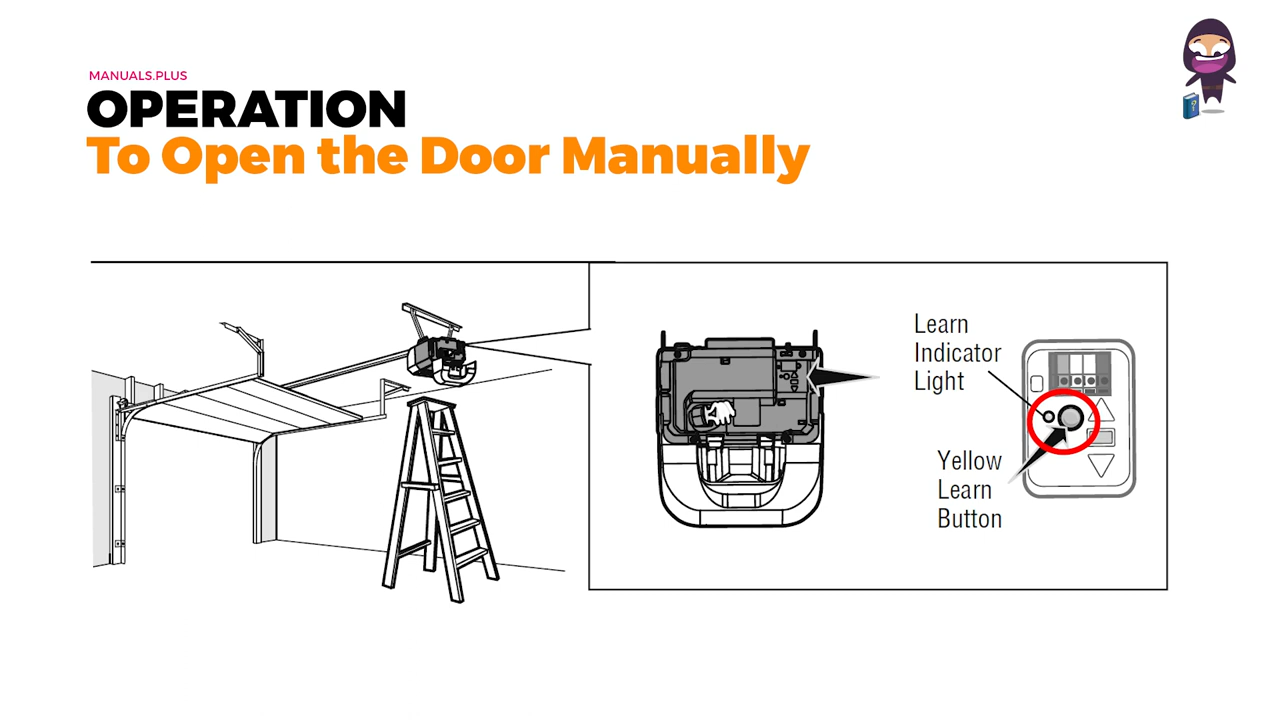 MANUALS.PLUS
OPERATION
To Open the Door Manually
Learn
Indicator
Light
Yellow
Learn
Button